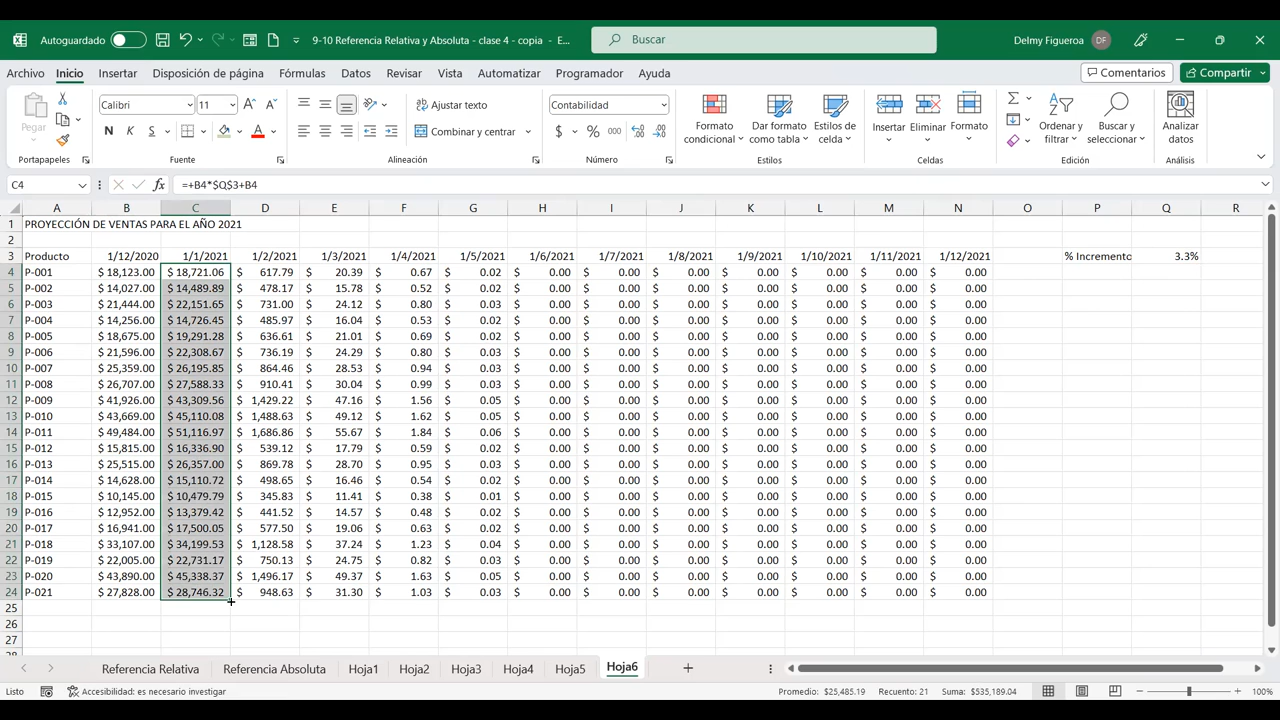 Autoguardado
9-10 Referencia Relativa y Absoluta - clase 4 - copia - E...
Buscar
Delmy Figueroa DF
Archivo Inicio Insertar Disposición de página Fórmulas Datos Revisar Vista Automatizar Programador Ayuda
Comentarios Compartir
Pegar
Calibri 11
N K S
Ajustar texto
Combinar y centrar
Contabilidad
$ % 000
Formato condicional
Dar formato como tabla
Estilos de celda
Insertar Eliminar Formato
Ordenar y filtrar
Buscar y seleccionar
Analizar datos
Portapapeles Fuente Alineación Número Estilos Celdas Edición Análisis
C4 fx =+B4*$Q$3+B4
A B C D E F G H I J K L M N O P Q R
1 PROYECCIÓN DE VENTAS PARA EL AÑO 2021
2
3 Producto 1/12/2020 1/1/2021 1/2/2021 1/3/2021 1/4/2021 1/5/2021 1/6/2021 1/7/2021 1/8/2021 1/9/2021 1/10/2021 1/11/2021 1/12/2021 % Incremento 3.3%
4 P-001 $ 18,123.00 $ 18,721.06 $ 617.79 $ 20.39 $ 0.67 $ 0.02 $ 0.00 $ 0.00 $ 0.00 $ 0.00 $ 0.00 $ 0.00 $ 0.00
5 P-002 $ 14,027.00 $ 14,489.89 $ 478.17 $ 15.78 $ 0.52 $ 0.02 $ 0.00 $ 0.00 $ 0.00 $ 0.00 $ 0.00 $ 0.00 $ 0.00
6 P-003 $ 21,444.00 $ 22,151.65 $ 731.00 $ 24.12 $ 0.80 $ 0.03 $ 0.00 $ 0.00 $ 0.00 $ 0.00 $ 0.00 $ 0.00 $ 0.00
7 P-004 $ 14,256.00 $ 14,726.45 $ 485.97 $ 16.04 $ 0.53 $ 0.02 $ 0.00 $ 0.00 $ 0.00 $ 0.00 $ 0.00 $ 0.00 $ 0.00
8 P-005 $ 18,675.00 $ 19,291.28 $ 636.61 $ 21.01 $ 0.69 $ 0.02 $ 0.00 $ 0.00 $ 0.00 $ 0.00 $ 0.00 $ 0.00 $ 0.00
9 P-006 $ 21,596.00 $ 22,308.67 $ 736.19 $ 24.29 $ 0.80 $ 0.03 $ 0.00 $ 0.00 $ 0.00 $ 0.00 $ 0.00 $ 0.00 $ 0.00
10 P-007 $ 25,359.00 $ 26,195.85 $ 864.46 $ 28.53 $ 0.94 $ 0.03 $ 0.00 $ 0.00 $ 0.00 $ 0.00 $ 0.00 $ 0.00 $ 0.00
11 P-008 $ 26,707.00 $ 27,588.33 $ 910.41 $ 30.04 $ 0.99 $ 0.03 $ 0.00 $ 0.00 $ 0.00 $ 0.00 $ 0.00 $ 0.00 $ 0.00
12 P-009 $ 41,926.00 $ 43,309.56 $ 1,429.22 $ 47.16 $ 1.56 $ 0.05 $ 0.00 $ 0.00 $ 0.00 $ 0.00 $ 0.00 $ 0.00 $ 0.00
13 P-010 $ 43,669.00 $ 45,110.08 $ 1,488.63 $ 49.12 $ 1.62 $ 0.05 $ 0.00 $ 0.00 $ 0.00 $ 0.00 $ 0.00 $ 0.00 $ 0.00
14 P-011 $ 49,484.00 $ 51,116.97 $ 1,686.86 $ 55.67 $ 1.84 $ 0.06 $ 0.00 $ 0.00 $ 0.00 $ 0.00 $ 0.00 $ 0.00 $ 0.00
15 P-012 $ 15,815.00 $ 16,336.90 $ 539.12 $ 17.79 $ 0.59 $ 0.02 $ 0.00 $ 0.00 $ 0.00 $ 0.00 $ 0.00 $ 0.00 $ 0.00
16 P-013 $ 25,515.00 $ 26,357.00 $ 869.78 $ 28.70 $ 0.95 $ 0.03 $ 0.00 $ 0.00 $ 0.00 $ 0.00 $ 0.00 $ 0.00 $ 0.00
17 P-014 $ 14,628.00 $ 15,110.72 $ 498.65 $ 16.46 $ 0.54 $ 0.02 $ 0.00 $ 0.00 $ 0.00 $ 0.00 $ 0.00 $ 0.00 $ 0.00
18 P-015 $ 10,145.00 $ 10,479.79 $ 345.83 $ 11.41 $ 0.38 $ 0.01 $ 0.00 $ 0.00 $ 0.00 $ 0.00 $ 0.00 $ 0.00 $ 0.00
19 P-016 $ 12,952.00 $ 13,379.42 $ 441.52 $ 14.57 $ 0.48 $ 0.02 $ 0.00 $ 0.00 $ 0.00 $ 0.00 $ 0.00 $ 0.00 $ 0.00
20 P-017 $ 16,941.00 $ 17,500.05 $ 577.50 $ 19.06 $ 0.63 $ 0.02 $ 0.00 $ 0.00 $ 0.00 $ 0.00 $ 0.00 $ 0.00 $ 0.00
21 P-018 $ 33,107.00 $ 34,199.53 $ 1,128.58 $ 37.24 $ 1.23 $ 0.04 $ 0.00 $ 0.00 $ 0.00 $ 0.00 $ 0.00 $ 0.00 $ 0.00
22 P-019 $ 22,005.00 $ 22,731.17 $ 750.13 $ 24.75 $ 0.82 $ 0.03 $ 0.00 $ 0.00 $ 0.00 $ 0.00 $ 0.00 $ 0.00 $ 0.00
23 P-020 $ 43,890.00 $ 45,338.37 $ 1,496.17 $ 49.37 $ 1.63 $ 0.05 $ 0.00 $ 0.00 $ 0.00 $ 0.00 $ 0.00 $ 0.00 $ 0.00
24 P-021 $ 27,828.00 $ 28,746.32 $ 948.63 $ 31.30 $ 1.03 $ 0.03 $ 0.00 $ 0.00 $ 0.00 $ 0.00 $ 0.00 $ 0.00 $ 0.00
25
26
27
Referencia Relativa Referencia Absoluta Hoja1 Hoja2 Hoja3 Hoja4 Hoja5 Hoja6
Listo Accesibilidad: es necesario investigar Promedio: $25,485.19 Recuento: 21 Suma: $535,189.04 100%